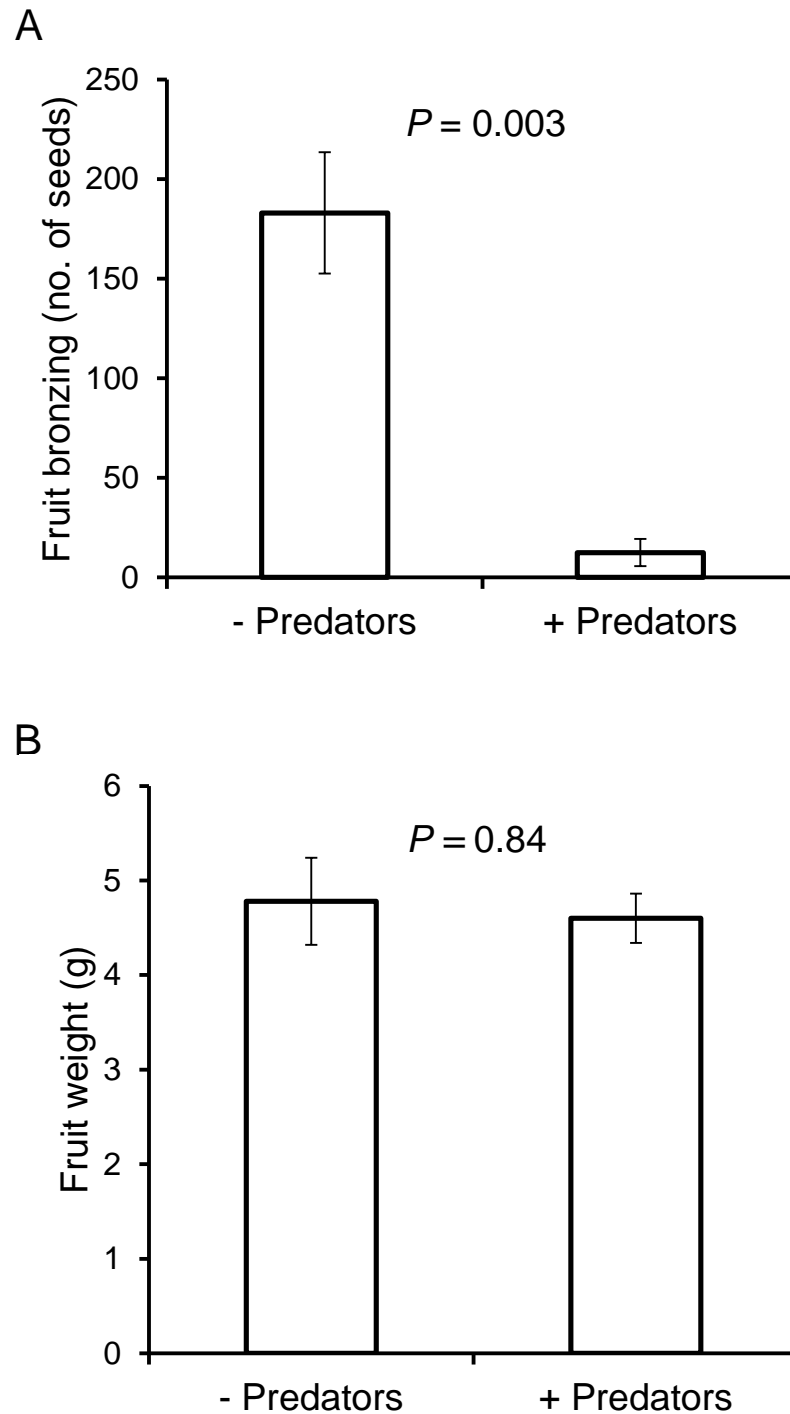 A
Fruit bronzing (no. of seeds)
250
200
150
100
50
0
P = 0.003
- Predators
+ Predators
B
Fruit weight (g)
6
5
4
3
2
1
0
P = 0.84
- Predators
+ Predators